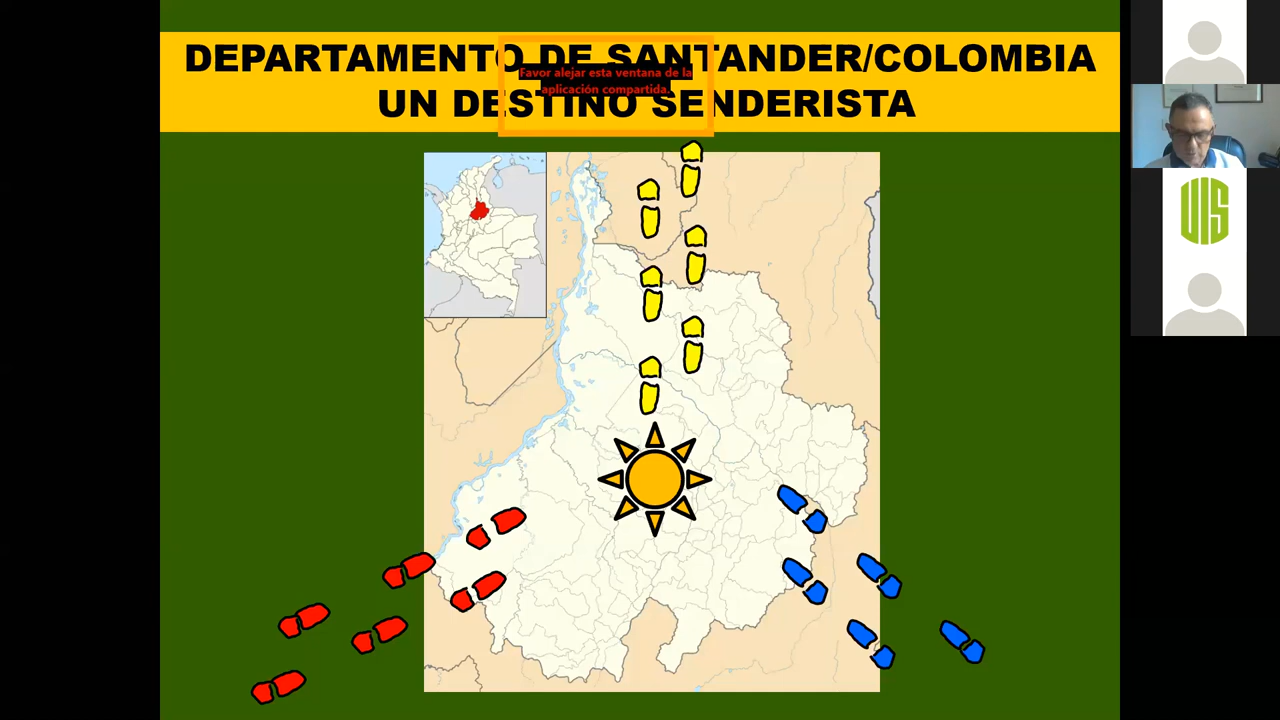 DEPARTAMENTO DE SANTANDER/COLOMBIA
UN DESTINO SENDERISTA
Favor alejar esta ventana de la
aplicación compartida.
UIS